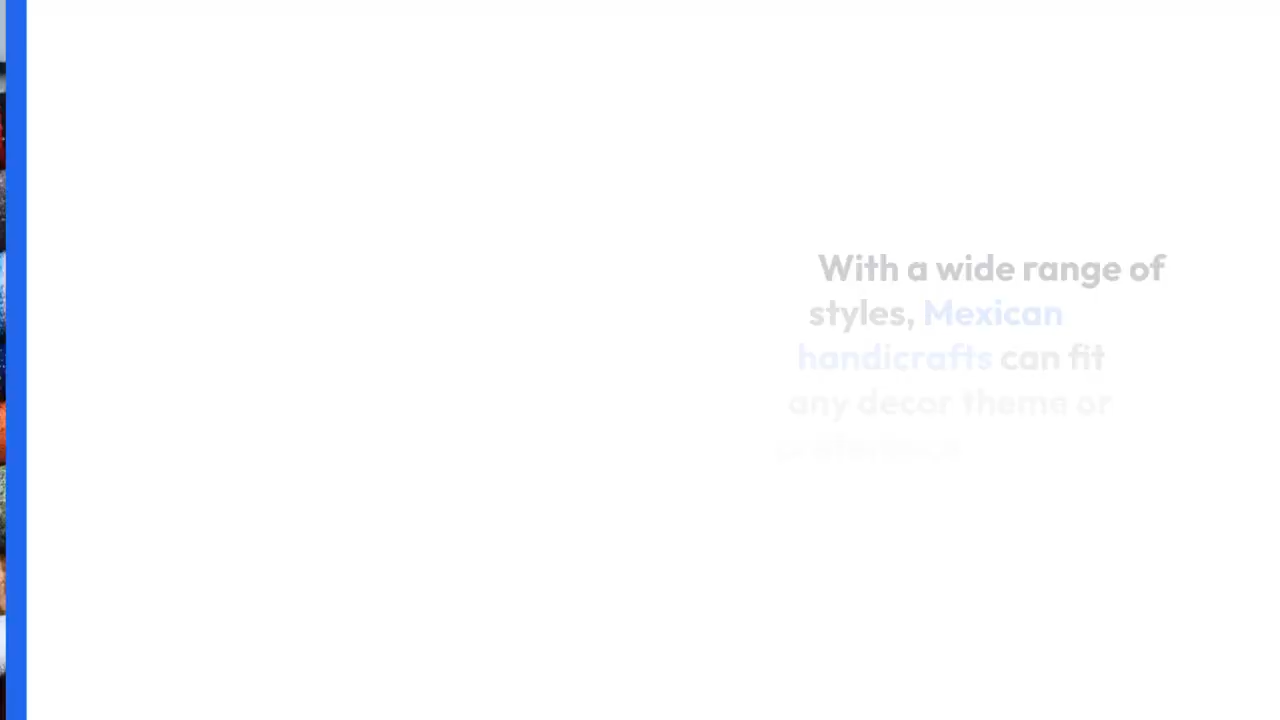 With a wide range of
styles, Mexican
handicrafts can fit
any decor theme or